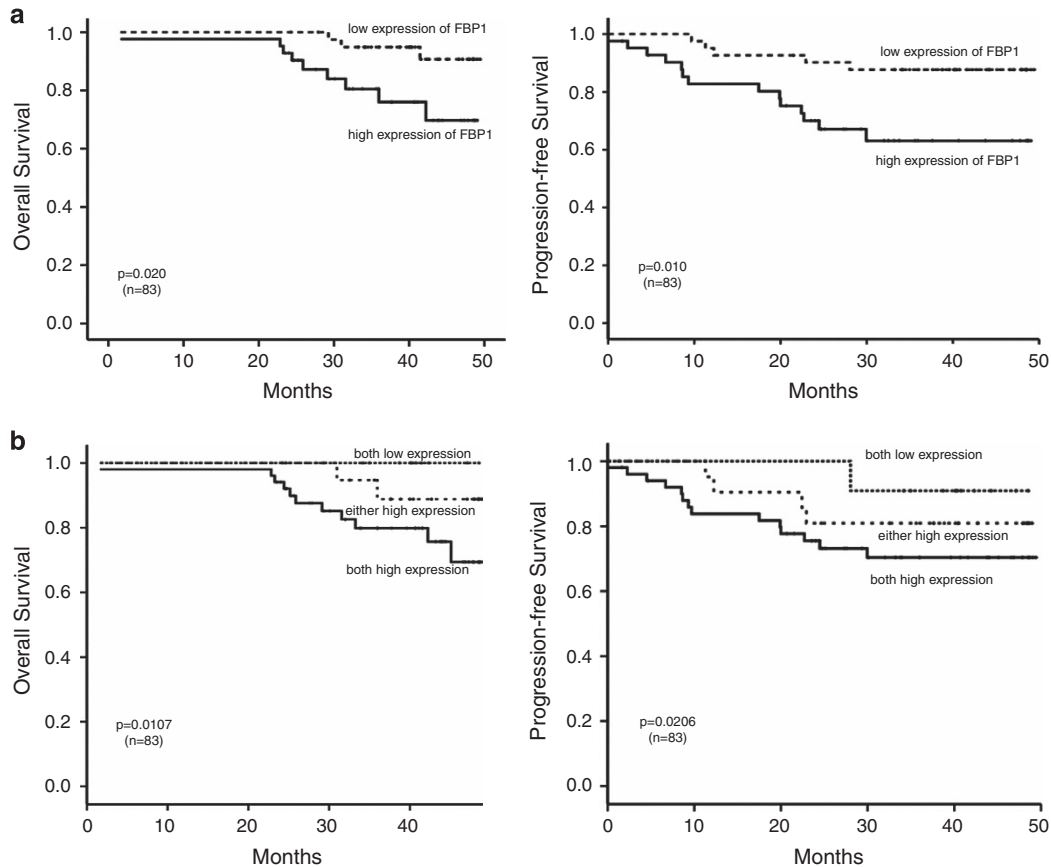 a
1.0
0.8
0.6
0.4
0.2
0.0
Overall Survival
low expression of FBP1
high expression of FBP1
p=0.020
(n=83)
0 10 20 30 40 50
Months
1.0
0.8
0.6
0.4
0.2
0.0
Progression-free Survival
low expression of FBP1
high expression of FBP1
p=0.010
(n=83)
0 10 20 30 40 50
Months
b
1.0
0.8
0.6
0.4
0.2
0.0
Overall Survival
both low expression
either high expression
both high expression
p=0.0107
(n=83)
0 10 20 30 40
Months
1.0
0.8
0.6
0.4
0.2
0.0
Progression-free Survival
both low expression
either high expression
both high expression
p=0.0206
(n=83)
0 10 20 30 40 50
Months